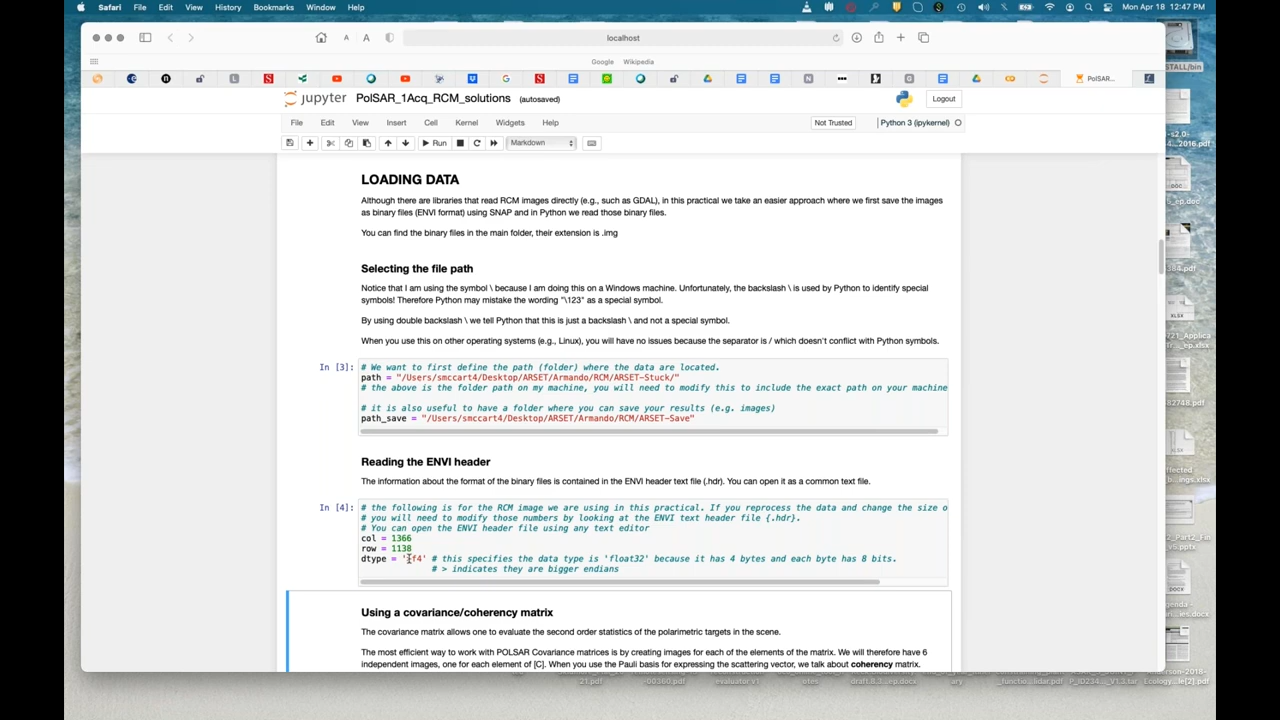 Safari File Edit View History Bookmarks Window Help Mon Apr 18 12:47 PM
A A localhost
Google Wikipedia
PolSAR...
jupyter PolSAR_1Acq_RCM_solutions (autosaved) Logout
File Edit View Insert Cell Kernel Widgets Help Not Trusted Python 3 (ipykernel)
Run Markdown
LOADING DATA
Although there are libraries that read RCM images directly (e.g., such as GDAL), in this practical we take an easier approach where we first save the images
as binary files (ENVI format) using SNAP and in Python we read those binary files.
You can find the binary files in the main folder, their extension is .img
Selecting the file path
Notice that I am using the symbol \ because I am doing this on a Windows machine. Unfortunately, the backslash \ is used by Python to identify special
symbols! Therefore Python may mistake the wording "\123" as a special symbol.
By using double backslash \ we tell Python that this is just a backslash \ and not a special symbol.
When you use this on other operating systems (e.g., Linux), you will have no issues because the separator is / which doesn't conflict with Python symbols.
In [3]: # We want to first define the path (folder) where the data are located.
path = "/Users/smccart4/Desktop/ARSET/Armando/RCM/ARSET-Stuck/"
# the above is the folder path on my machine, you will need to modify this to include the exact path on your machine
# it is also useful to have a folder where you can save your results (e.g. images)
path_save = "/Users/smccart4/Desktop/ARSET/Armando/RCM/ARSET-Save"
Reading the ENVI header
The information about the format of the binary files is contained in the ENVI header text file (.hdr). You can open it as a common text file.
In [4]: # the following is for the RCM image we are using in this practical. If you reprocess the data and change the size o
# you will need to modify those numbers by looking at the ENVI text header file {.hdr}.
# You can open the ENVI header file using any text editor
col = 1366
row = 1138
dtype = '>f4' # this specifies the data type is 'float32' because it has 4 bytes and each byte has 8 bits.
# > indicates they are bigger endians
Using a covariance/coherency matrix
The covariance matrix allows one to evaluate the second order statistics of the polarimetric targets in the scene.
The most efficient way to work with POLSAR Covariance matrices is by creating images for each of the elements of the matrix. We will therefore have 6
independent images, one for each element of [C]. When you use the Pauli basis for expressing the scattering vector, we talk about coherency matrix.